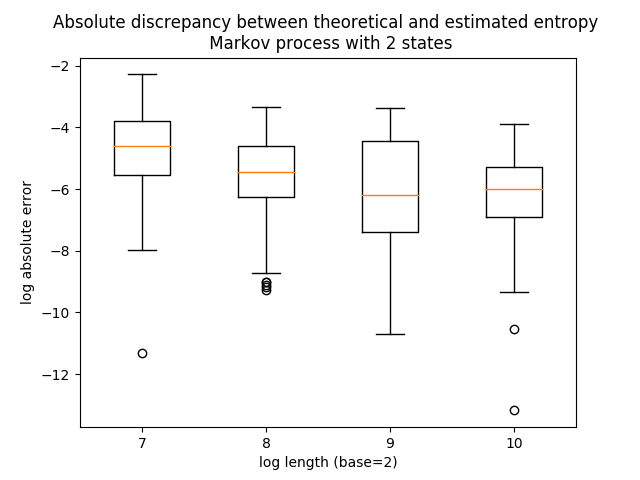 Absolute discrepancy between theoretical and estimated entropy
Markov process with 2 states
−2
−4
−6
−8
−10
−12
log absolute error
7 8 9 10
log length (base=2)